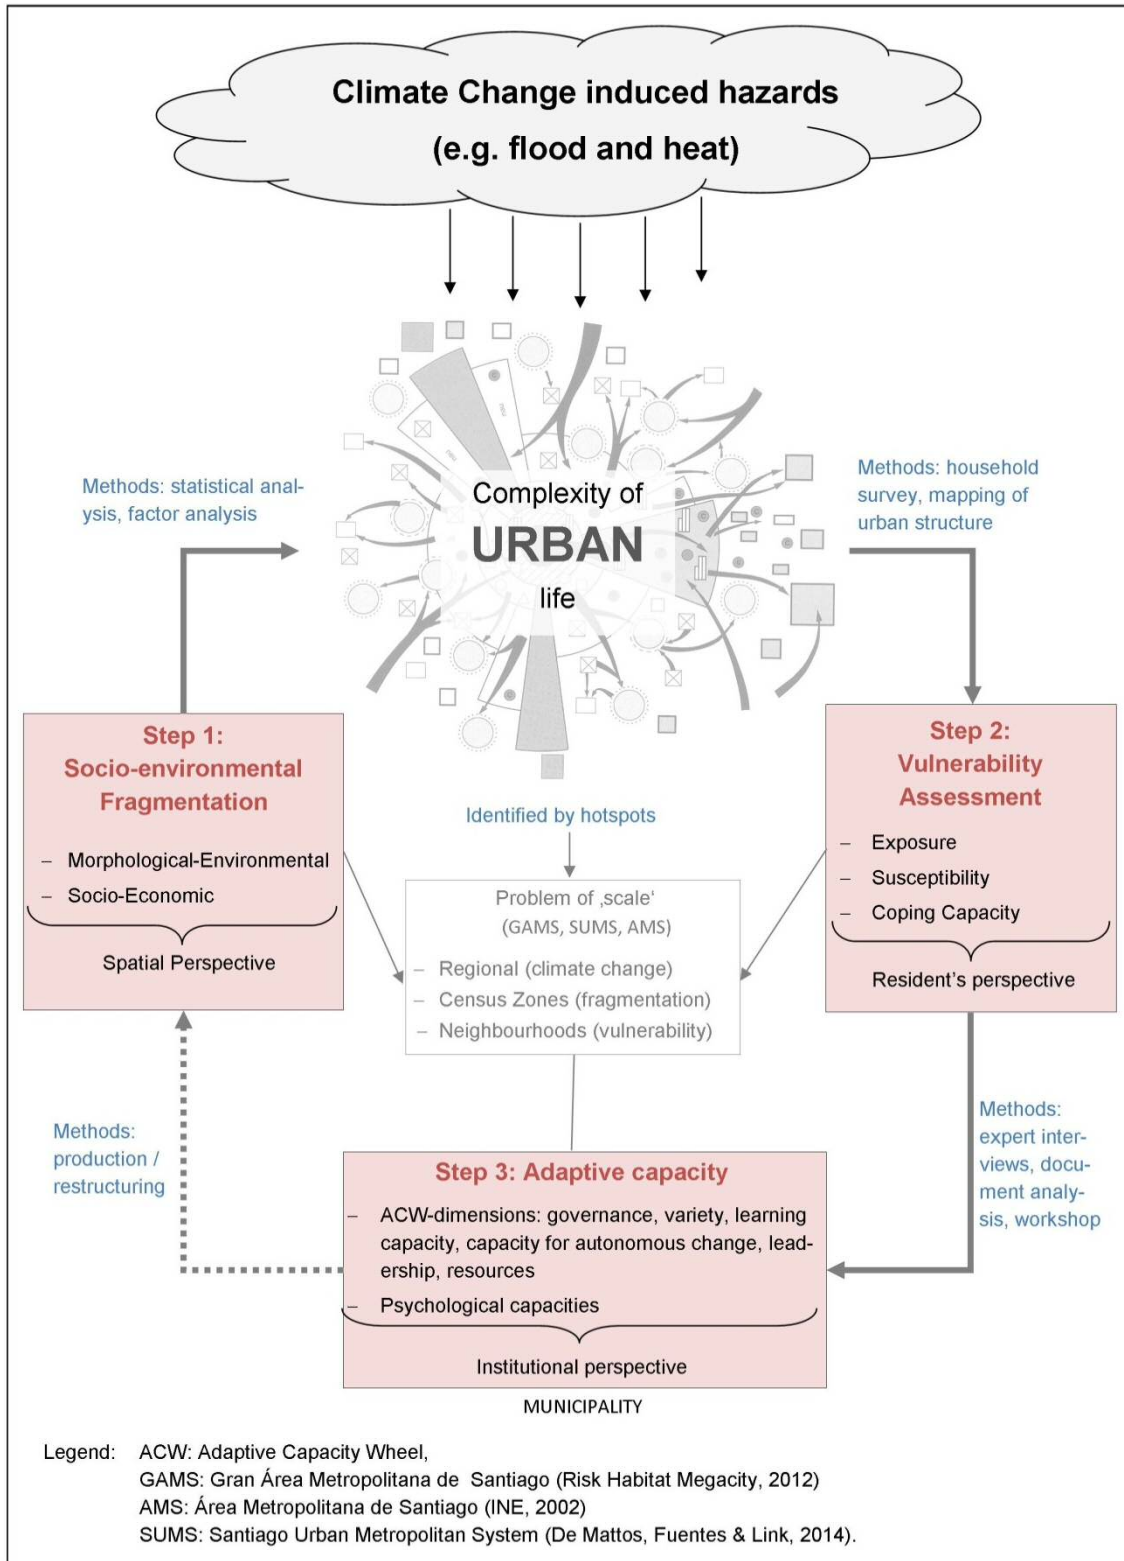 Climate Change induced hazards
(e.g. flood and heat)
Methods: statistical anal-
ysis, factor analysis
Complexity of
URBAN
life
Methods: household
survey, mapping of
urban structure
Step 1:
Socio-environmental
Fragmentation
– Morphological-Environmental
– Socio-Economic
Spatial Perspective
Identified by hotspots
Problem of ‚scale‘
(GAMS, SUMS, AMS)
– Regional (climate change)
– Census Zones (fragmentation)
– Neighbourhoods (vulnerability)
Step 2:
Vulnerability
Assessment
– Exposure
– Susceptibility
– Coping Capacity
Resident’s perspective
Methods:
production /
restructuring
Methods:
expert inter-
views, docu-
ment analy-
sis, workshop
Step 3: Adaptive capacity
– ACW-dimensions: governance, variety, learning
capacity, capacity for autonomous change, lead-
ership, resources
– Psychological capacities
Institutional perspective
MUNICIPALITY
Legend: ACW: Adaptive Capacity Wheel,
GAMS: Gran Área Metropolitana de Santiago (Risk Habitat Megacity, 2012)
AMS: Área Metropolitana de Santiago (INE, 2002)
SUMS: Santiago Urban Metropolitan System (De Mattos, Fuentes & Link, 2014).